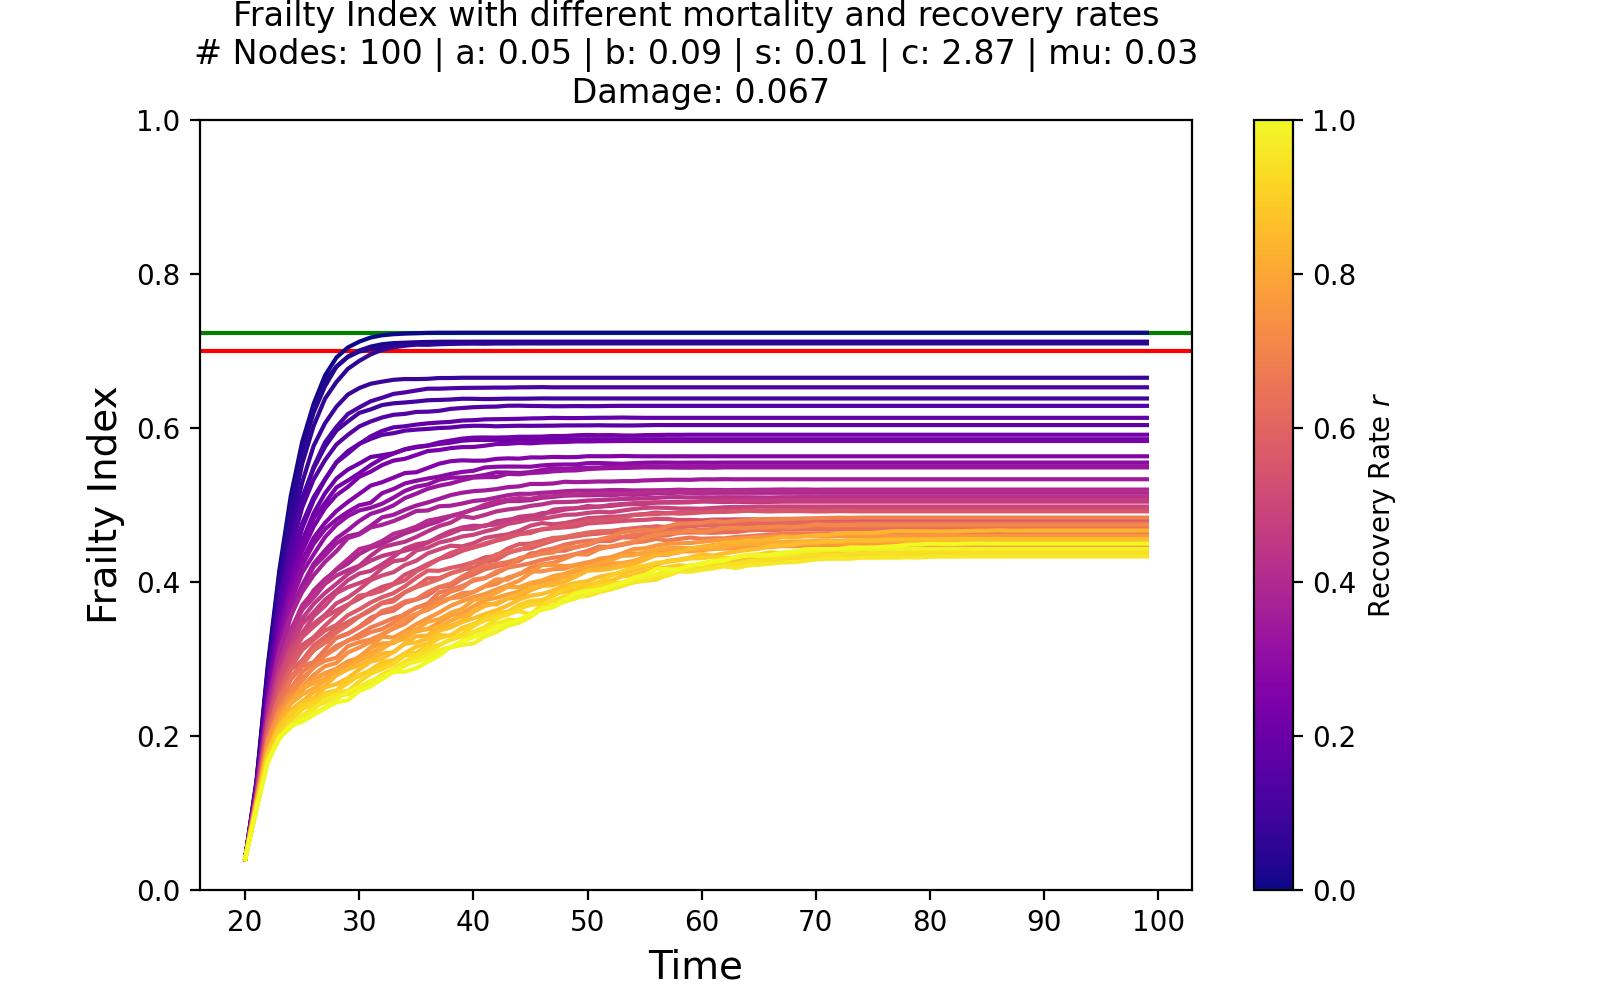 Frailty Index with different mortality and recovery rates
# Nodes: 100 | a: 0.05 | b: 0.09 | s: 0.01 | c: 2.87 | mu: 0.03
Damage: 0.067
Frailty Index
1.0
0.8
0.6
0.4
0.2
0.0
20 30 40 50 60 70 80 90 100
Time
1.0
0.8
0.6
0.4
0.2
0.0
Recovery Rate r